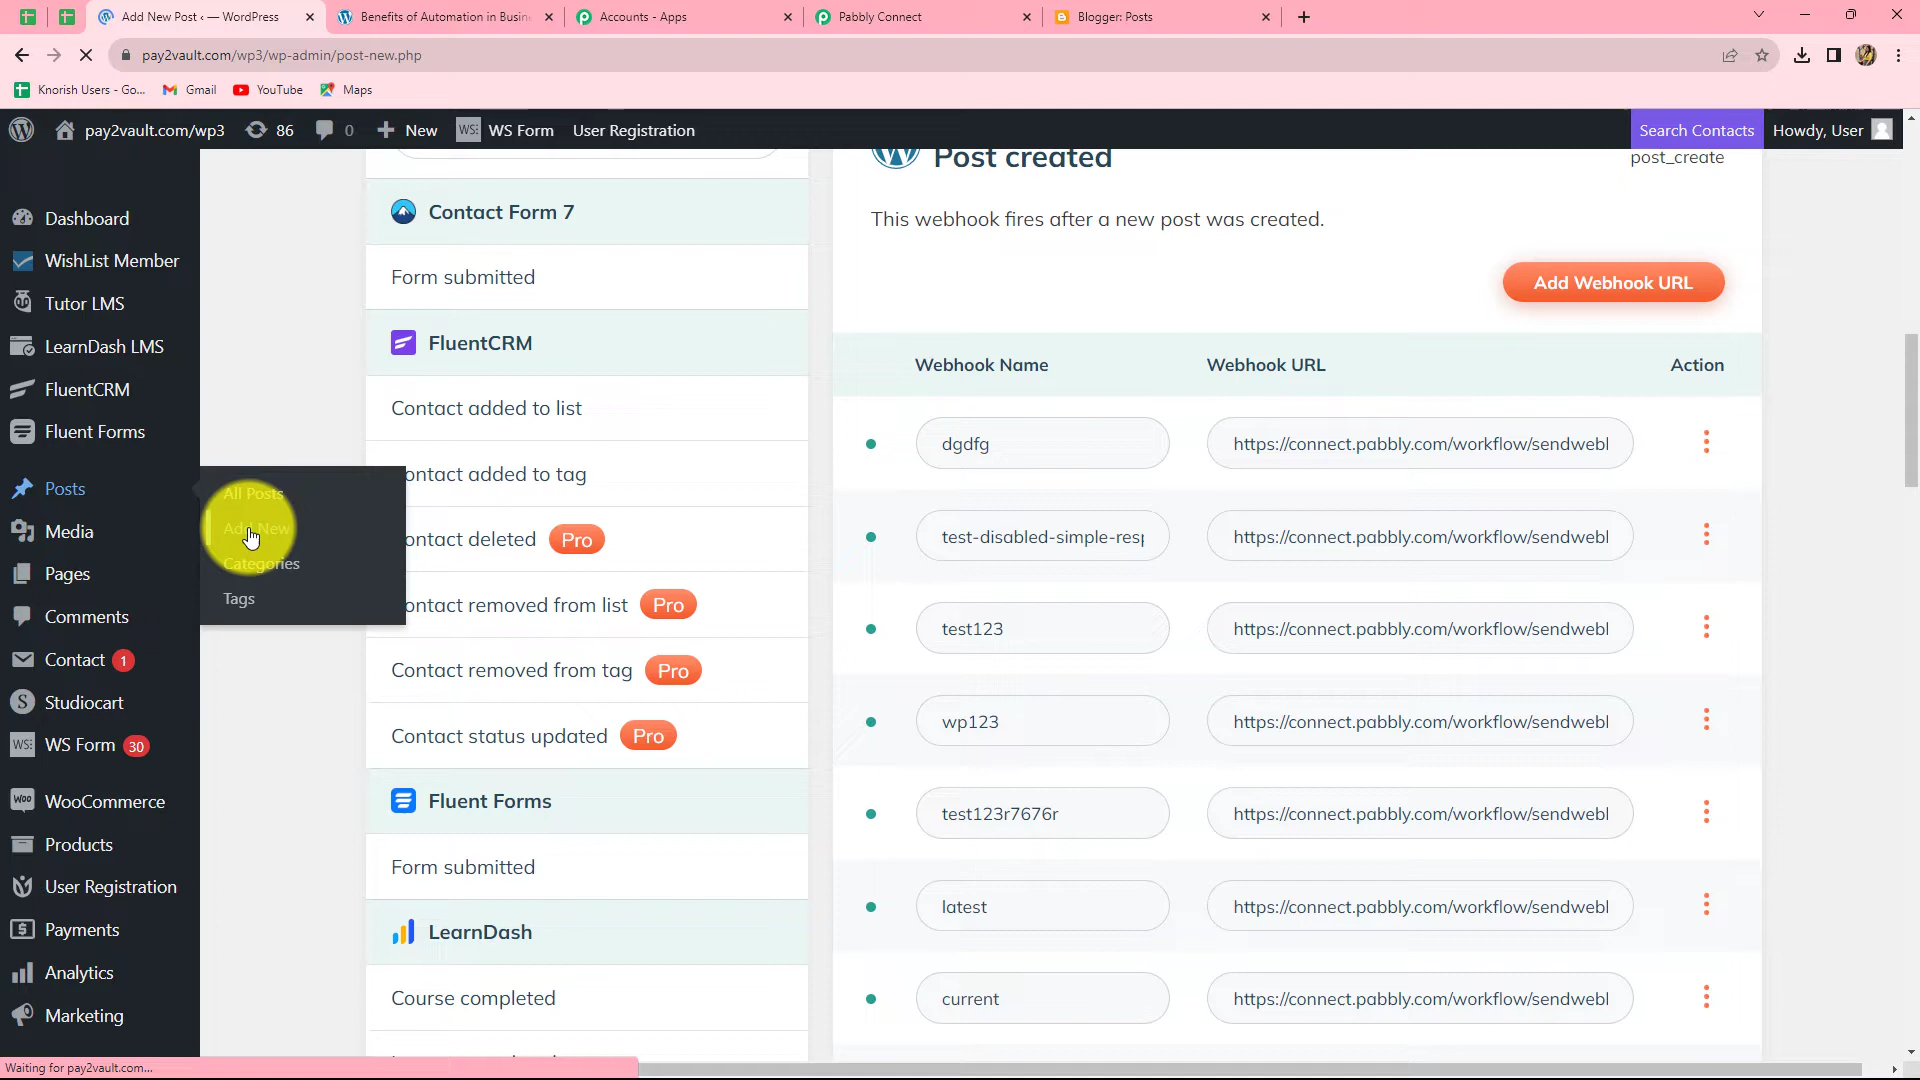 Add New Post ‹ — WordPress
Benefits of Automation in Busin
Accounts - Apps
Pabbly Connect
Blogger: Posts
pay2vault.com/wp3/wp-admin/post-new.php
Knorish Users - Go...
Gmail
YouTube
Maps
pay2vault.com/wp3
86
0
New
WS Form
User Registration
Search Contacts
Howdy, User
Dashboard
WishList Member
Tutor LMS
LearnDash LMS
FluentCRM
Fluent Forms
Posts
Media
Pages
Comments
Contact 1
Studiocart
WS Form 30
WooCommerce
Products
User Registration
Payments
Analytics
Marketing
All Posts
Add New
Categories
Tags
Contact Form 7
Form submitted
FluentCRM
Contact added to list
ontact added to tag
ontact deleted Pro
ontact removed from list Pro
Contact removed from tag Pro
Contact status updated Pro
Fluent Forms
Form submitted
LearnDash
Course completed
Post created
post_create
This webhook fires after a new post was created.
Add Webhook URL
Webhook Name Webhook URL Action
dgdfg https://connect.pabbly.com/workflow/sendwebl
test-disabled-simple-resp https://connect.pabbly.com/workflow/sendwebl
test123 https://connect.pabbly.com/workflow/sendwebl
wp123 https://connect.pabbly.com/workflow/sendwebl
test123r7676r https://connect.pabbly.com/workflow/sendwebl
latest https://connect.pabbly.com/workflow/sendwebl
current https://connect.pabbly.com/workflow/sendwebl
Waiting for pay2vault.com...